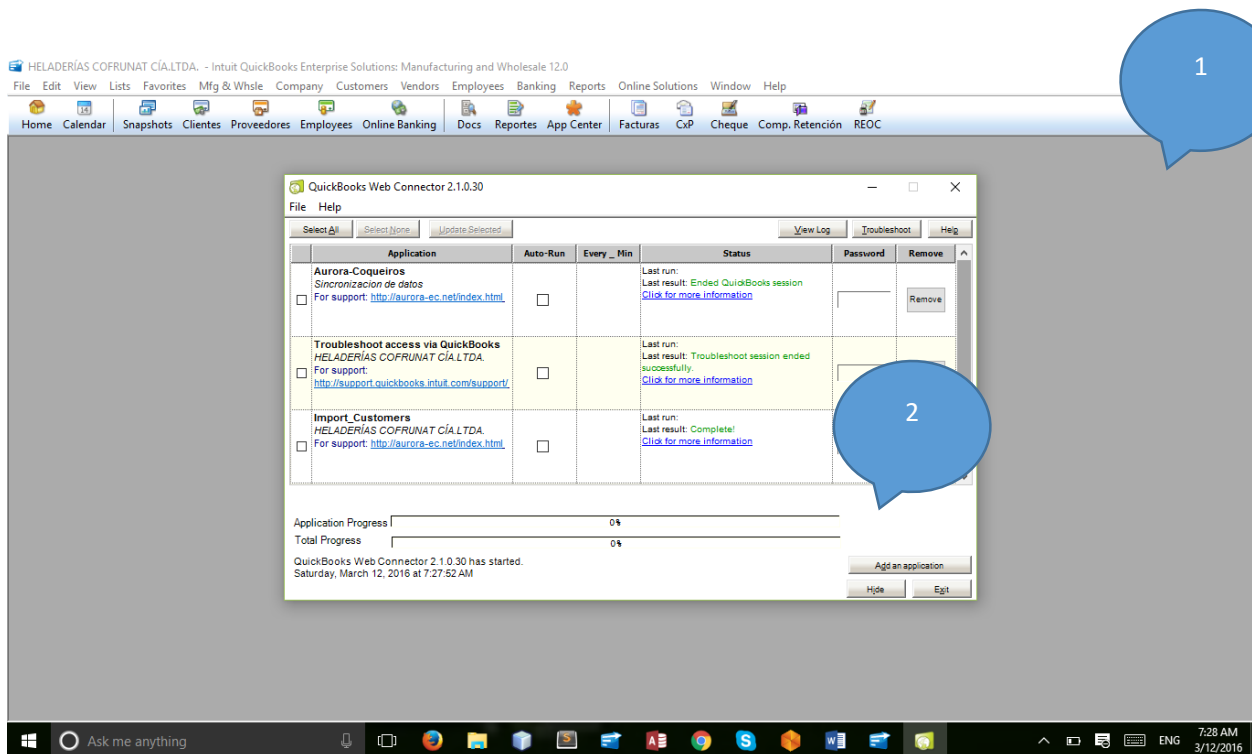 1
HELADERÍAS COFRUNAT CÍA.LTDA. - Intuit QuickBooks Enterprise Solutions: Manufacturing and Wholesale 12.0
File Edit View Lists Favorites Mfg & Whsle Company Customers Vendors Employees Banking Reports Online Solutions Window Help
14
Home Calendar Snapshots Clientes Proveedores Employees Online Banking Docs Reportes App Center Facturas CxP Cheque Comp. Retención REOC
QuickBooks Web Connector 2.1.0.30
File Help
Select All Select None Update Selected View Log Troubleshoot Help
Application Auto-Run Every _ Min Status Password Remove
Aurora-Coqueiros
Sincronizacion de datos
For support: http://aurora-ec.net/index.html
Last run:
Last result: Ended QuickBooks session
Click for more information
Remove
Troubleshoot access via QuickBooks
HELADERÍAS COFRUNAT CÍA.LTDA.
For support:
http://support.quickbooks.intuit.com/support/
Last run:
Last result: Troubleshoot session ended
successfully.
Click for more information
Import_Customers
HELADERÍAS COFRUNAT CÍA.LTDA.
For support: http://aurora-ec.net/index.html
Last run:
Last result: Complete!
Click for more information
2
Application Progress 0%
Total Progress 0%
QuickBooks Web Connector 2.1.0.30 has started.
Saturday, March 12, 2016 at 7:27:52 AM
Add an application
Hide Exit
Ask me anything
ENG
7:28 AM
3/12/2016